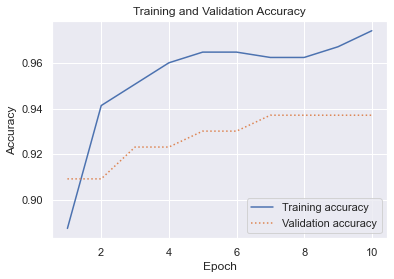 Training and Validation Accuracy
Accuracy
0.96
0.94
0.92
0.90
Training accuracy
Validation accuracy
2 4 6 8 10
Epoch